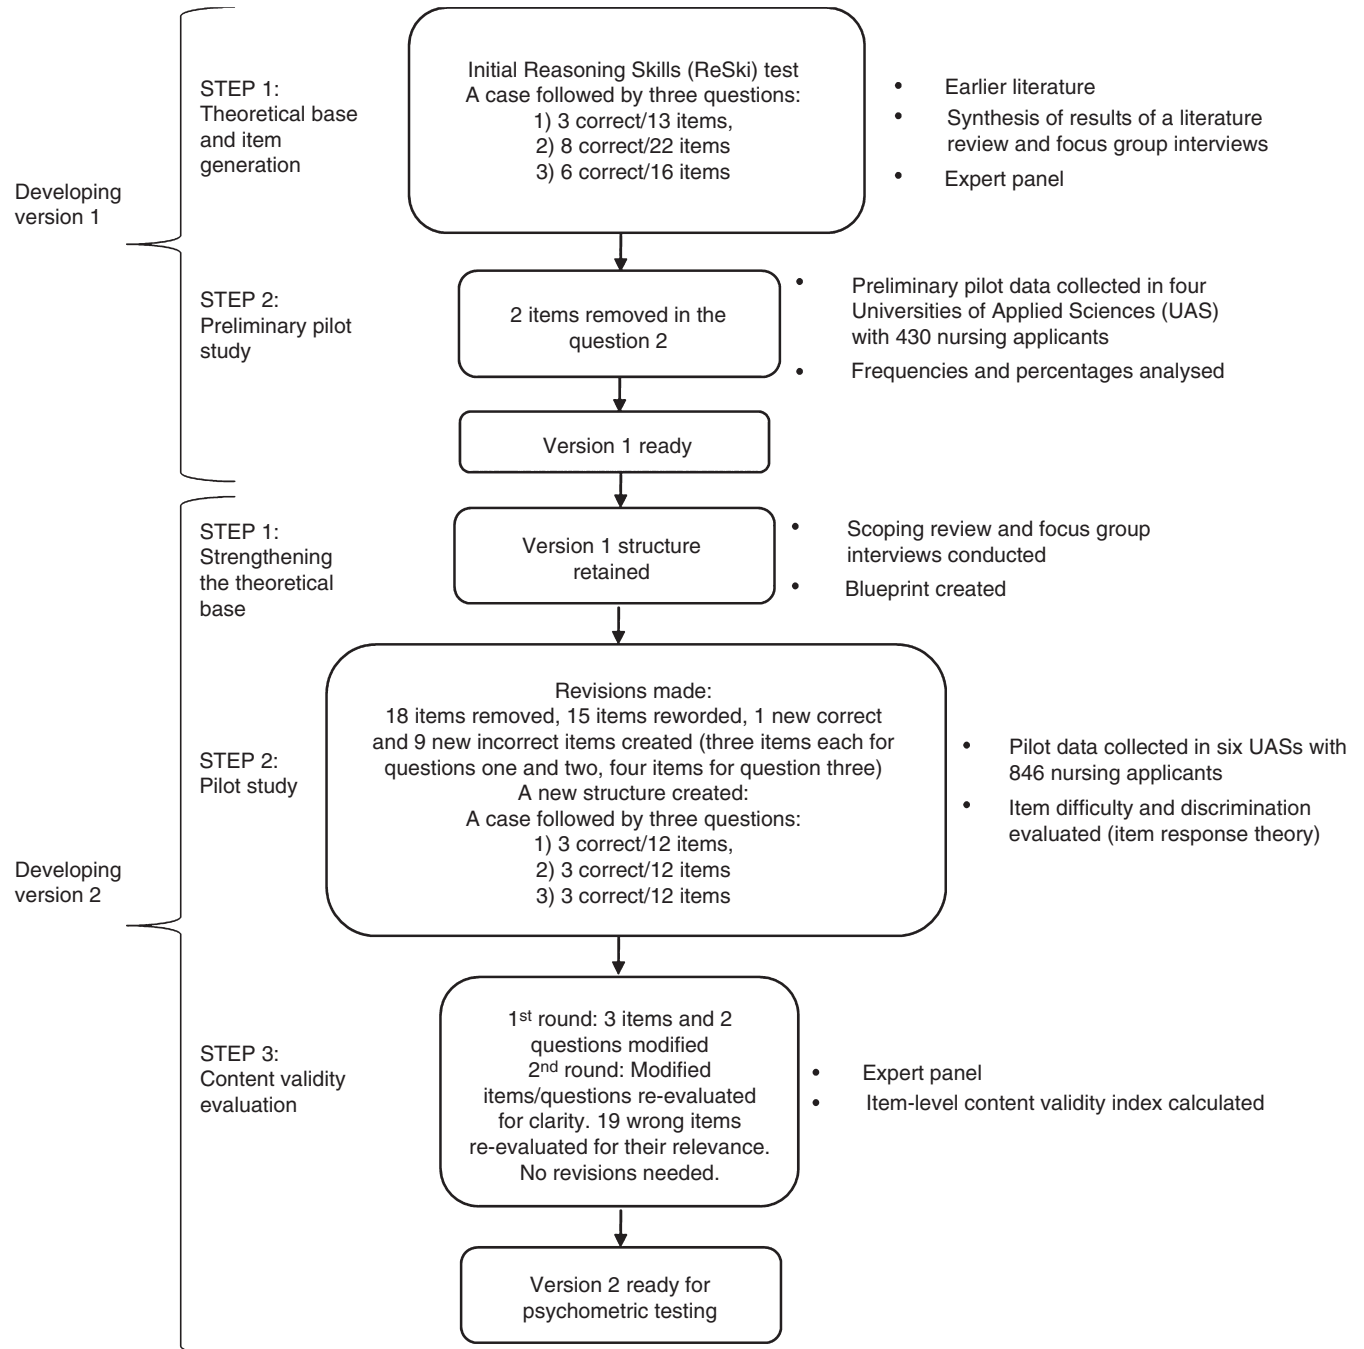 Developing
version 1
STEP 1:
Theoretical base
and item
generation
Initial Reasoning Skills (ReSki) test
A case followed by three questions:
1) 3 correct/13 items,
2) 8 correct/22 items
3) 6 correct/16 items
• Earlier literature
• Synthesis of results of a literature
review and focus group interviews
• Expert panel
STEP 2:
Preliminary pilot
study
2 items removed in the
question 2
• Preliminary pilot data collected in four
Universities of Applied Sciences (UAS)
with 430 nursing applicants
• Frequencies and percentages analysed
Version 1 ready
Developing
version 2
STEP 1:
Strengthening
the theoretical
base
Version 1 structure
retained
• Scoping review and focus group
interviews conducted
• Blueprint created
STEP 2:
Pilot study
Revisions made:
18 items removed, 15 items reworded, 1 new correct
and 9 new incorrect items created (three items each for
questions one and two, four items for question three)
A new structure created:
A case followed by three questions:
1) 3 correct/12 items,
2) 3 correct/12 items
3) 3 correct/12 items
• Pilot data collected in six UASs with
846 nursing applicants
• Item difficulty and discrimination
evaluated (item response theory)
STEP 3:
Content validity
evaluation
1st round: 3 items and 2
questions modified
2nd round: Modified
items/questions re-evaluated
for clarity. 19 wrong items
re-evaluated for their relevance.
No revisions needed.
• Expert panel
• Item-level content validity index calculated
Version 2 ready for
psychometric testing